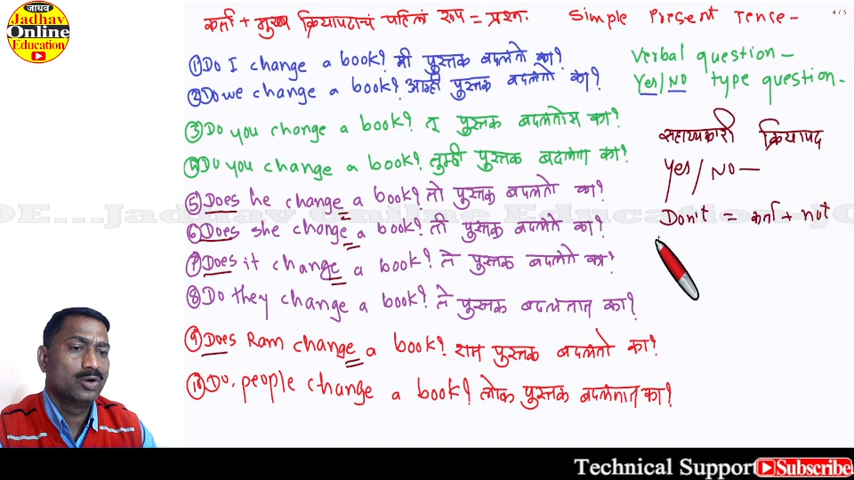 जाधव
Jadhav
Online
Education
कर्ता + मुख्य क्रियापदाचं पहिलं रूप = प्रश्न. Simple Present Tense -
4/5
① Do I change a book? मी पुस्तक बदलतो का?
② Do we change a book? आम्ही पुस्तक बदलतो का?
③ Do you change a book? तू पुस्तक बदलतोस का?
④ Do you change a book? तुम्ही पुस्तक बदलता का?
⑤ Does he change a book? तो पुस्तक बदलतो का?
⑥ Does she change a book? ती पुस्तक बदलते का?
⑦ Does it change a book? ते पुस्तक बदलते का?
⑧ Do they change a book? ते पुस्तक बदलतात का?
⑨ Does Ram change a book? राम पुस्तक बदलतो का?
⑩ Do, people change a book? लोक पुस्तक बदलतात का?
Verbal question -
Yes/No type question -
सहाय्यकारी क्रियापद
Yes/No -
Don't = कर्ता + not
Technical Support Subscribe